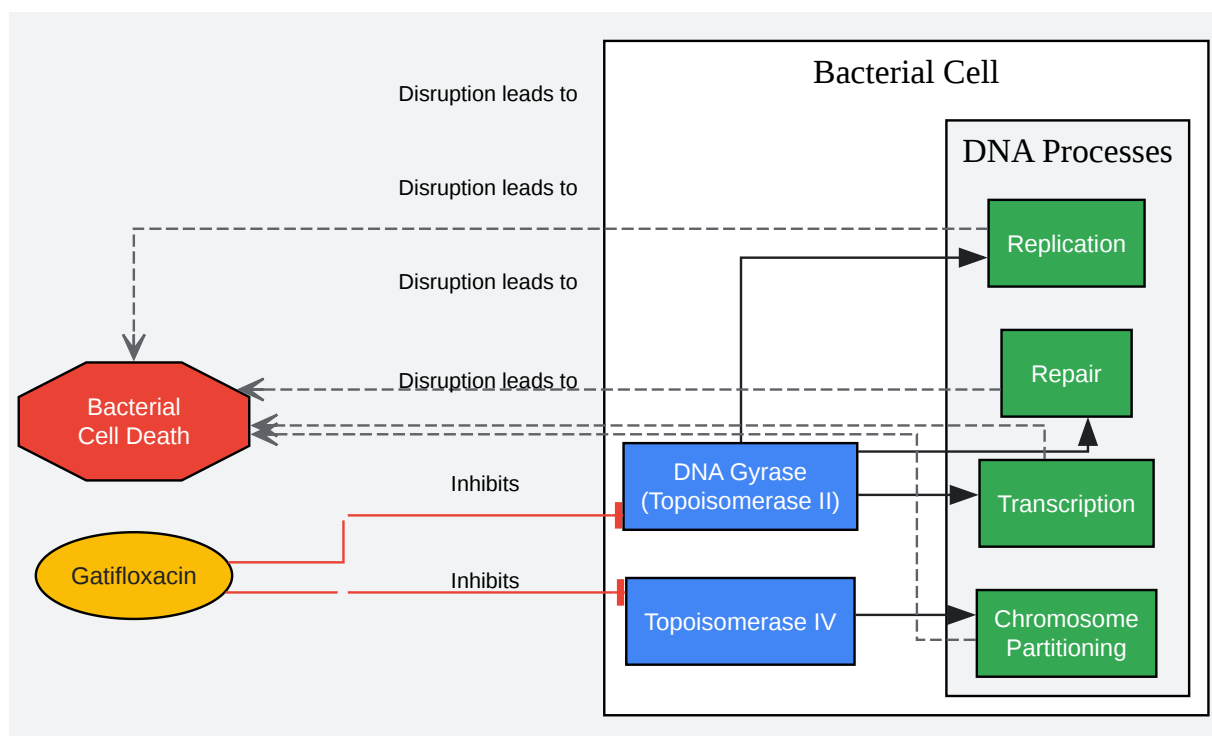 Bacterial Cell
Disruption leads to
DNA Processes
Disruption leads to
Replication
Disruption leads to
Repair
Disruption leads to
Bacterial
Cell Death
DNA Gyrase
(Topoisomerase II)
Inhibits
Transcription
Gatifloxacin
Inhibits
Topoisomerase IV
Chromosome
Partitioning